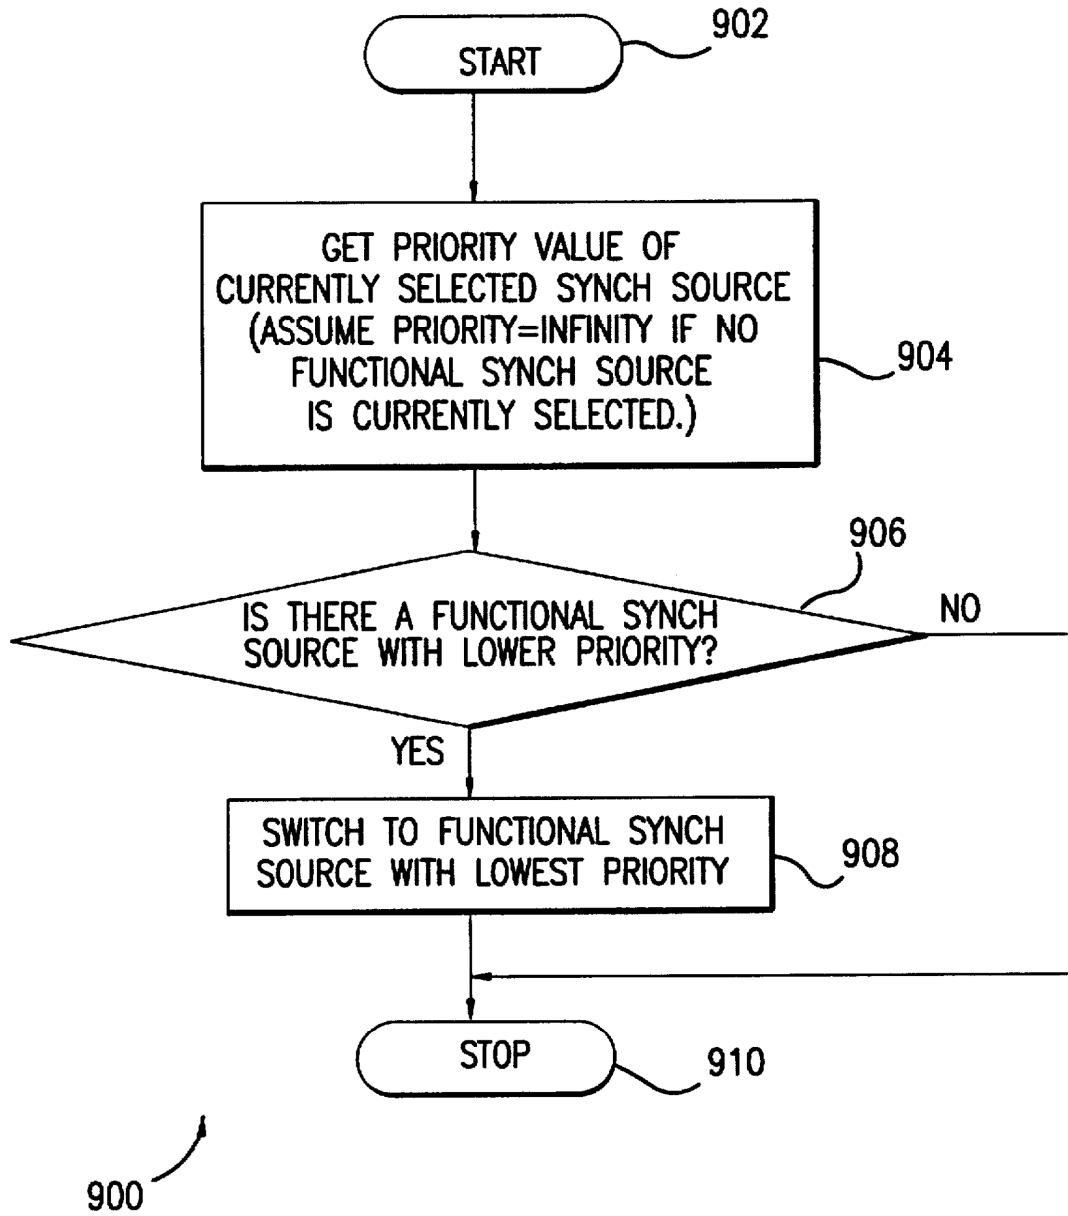 902
START
GET PRIORITY VALUE OF
CURRENTLY SELECTED SYNCH SOURCE
(ASSUME PRIORITY=INFINITY IF NO
FUNCTIONAL SYNCH SOURCE
IS CURRENTLY SELECTED.)
904
906
IS THERE A FUNCTIONAL SYNCH
SOURCE WITH LOWER PRIORITY?
NO
YES
SWITCH TO FUNCTIONAL SYNCH
SOURCE WITH LOWEST PRIORITY
908
STOP
910
900